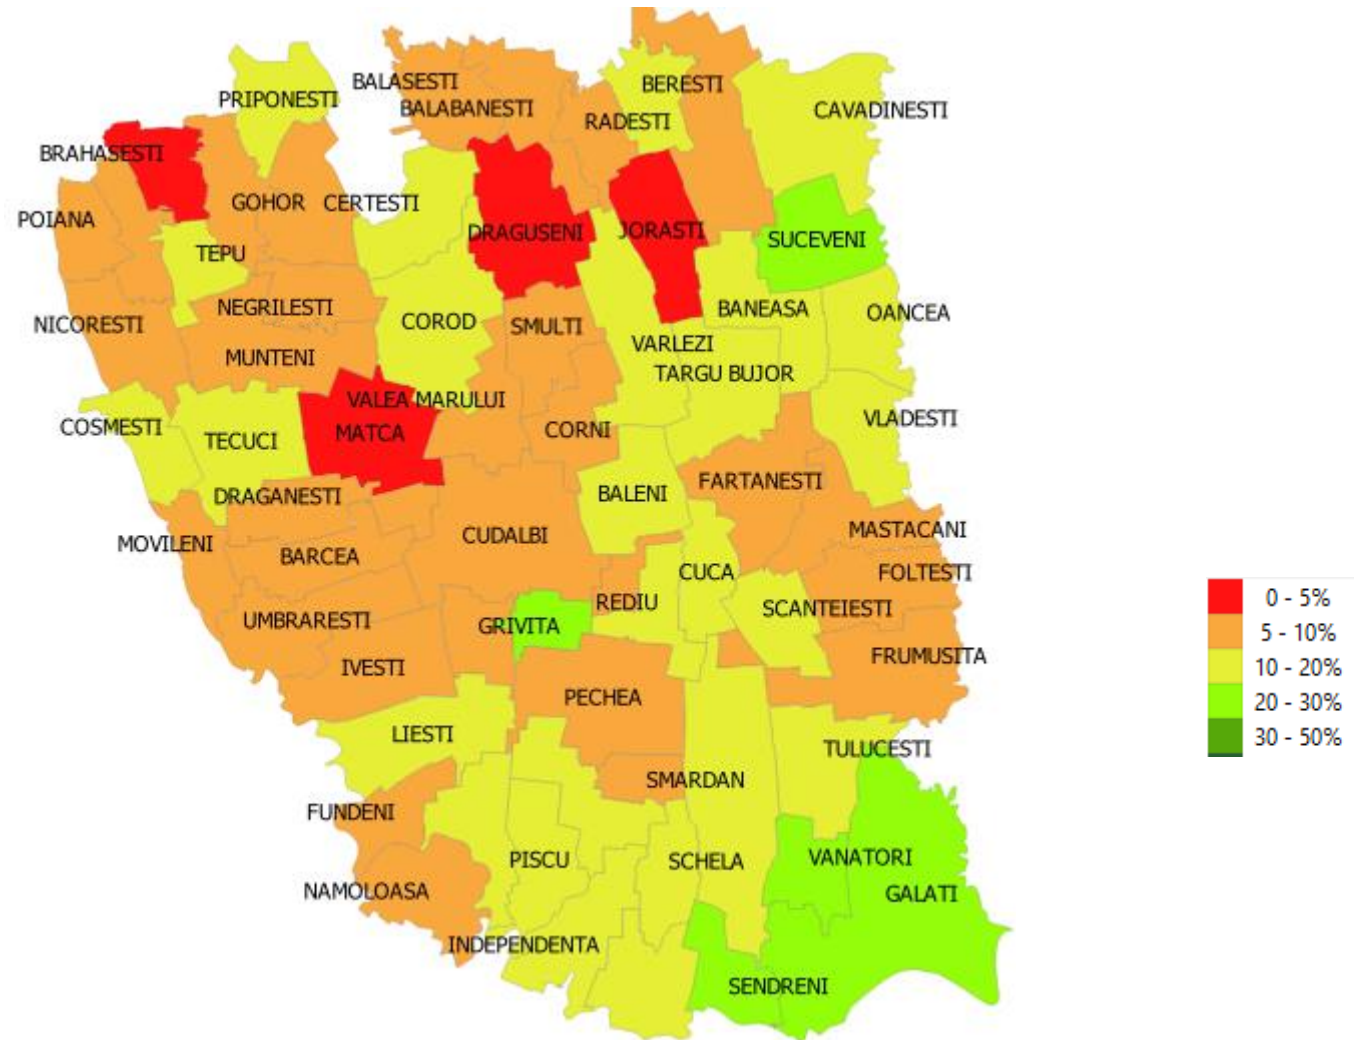 BALASESTI
BERESTI
PRIPONESTI
BALABANESTI
CAVADINESTI
RADESTI
BRAHASESTI
GOHOR
CERTESTI
POIANA
DRAGUSENI
JORASTI
SUCEVENI
TEPU
NEGRILESTI
BANEASA
OANCEA
NICORESTI
COROD
SMULTI
VARLEZI
MUNTENI
TARGU BUJOR
VALEA MARULUI
VLADESTI
COSMESTI
TECUCI
MATCA
CORNI
FARTANESTI
DRAGANESTI
BALENI
MOVILENI
CUDALBI
MASTACANI
BARCEA
CUCA
FOLTESTI
REDIU
SCANTEIESTI
UMBRARESTI
GRIVITA
IVESTI
FRUMUSITA
PECHEA
LIESTI
TULUCESTI
SMARDAN
FUNDENI
PISCU
SCHELA
VANATORI
NAMOLOASA
GALATI
INDEPENDENTA
SENDRENI
0 - 5%
5 - 10%
10 - 20%
20 - 30%
30 - 50%